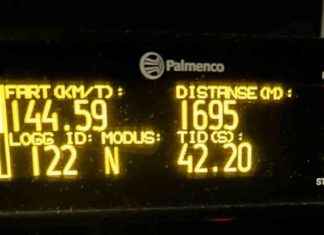 Palmenco
FART(KM/T): DISTANSE(M):
144.59 1695
LOGG ID: MODUS: TID(S):
122 N 42.20